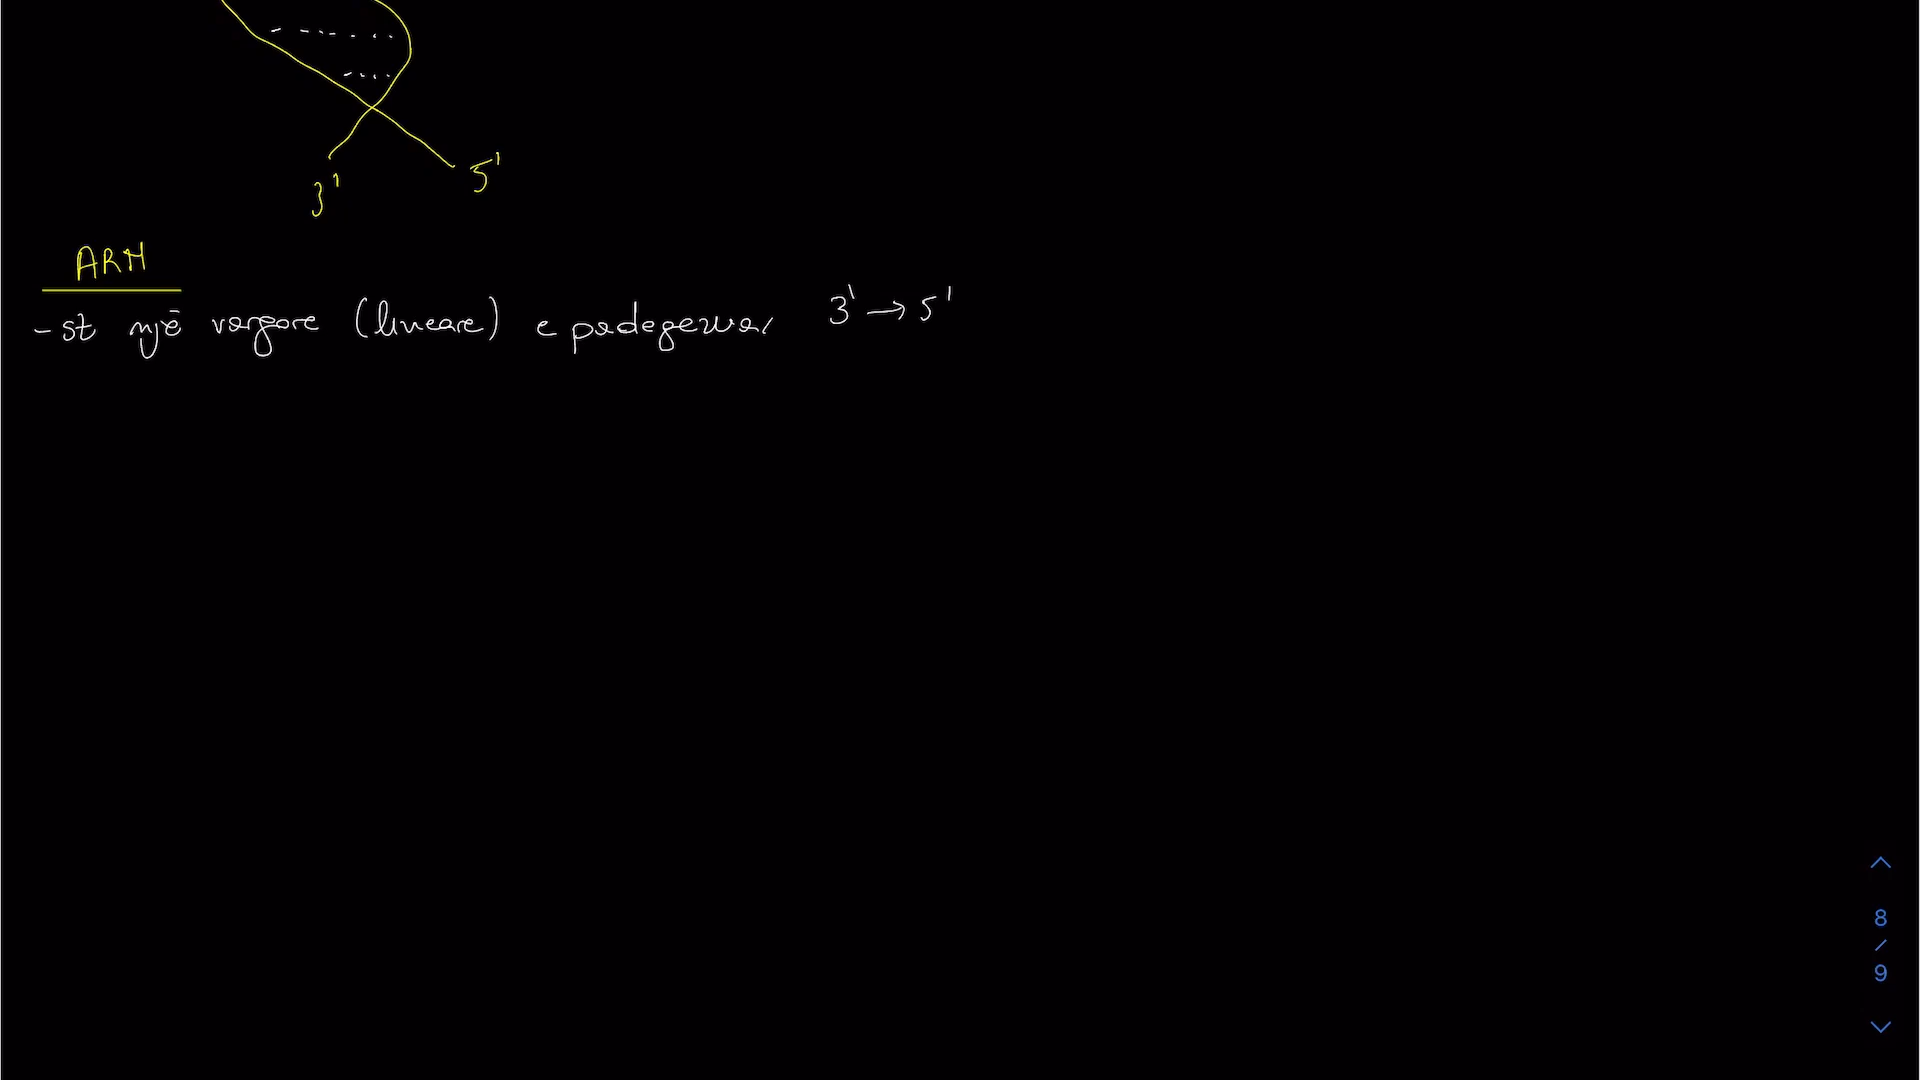 3' 5'
ARN
-st një vargore (lineare) e padegezuar 3' → 5'
8
/
9